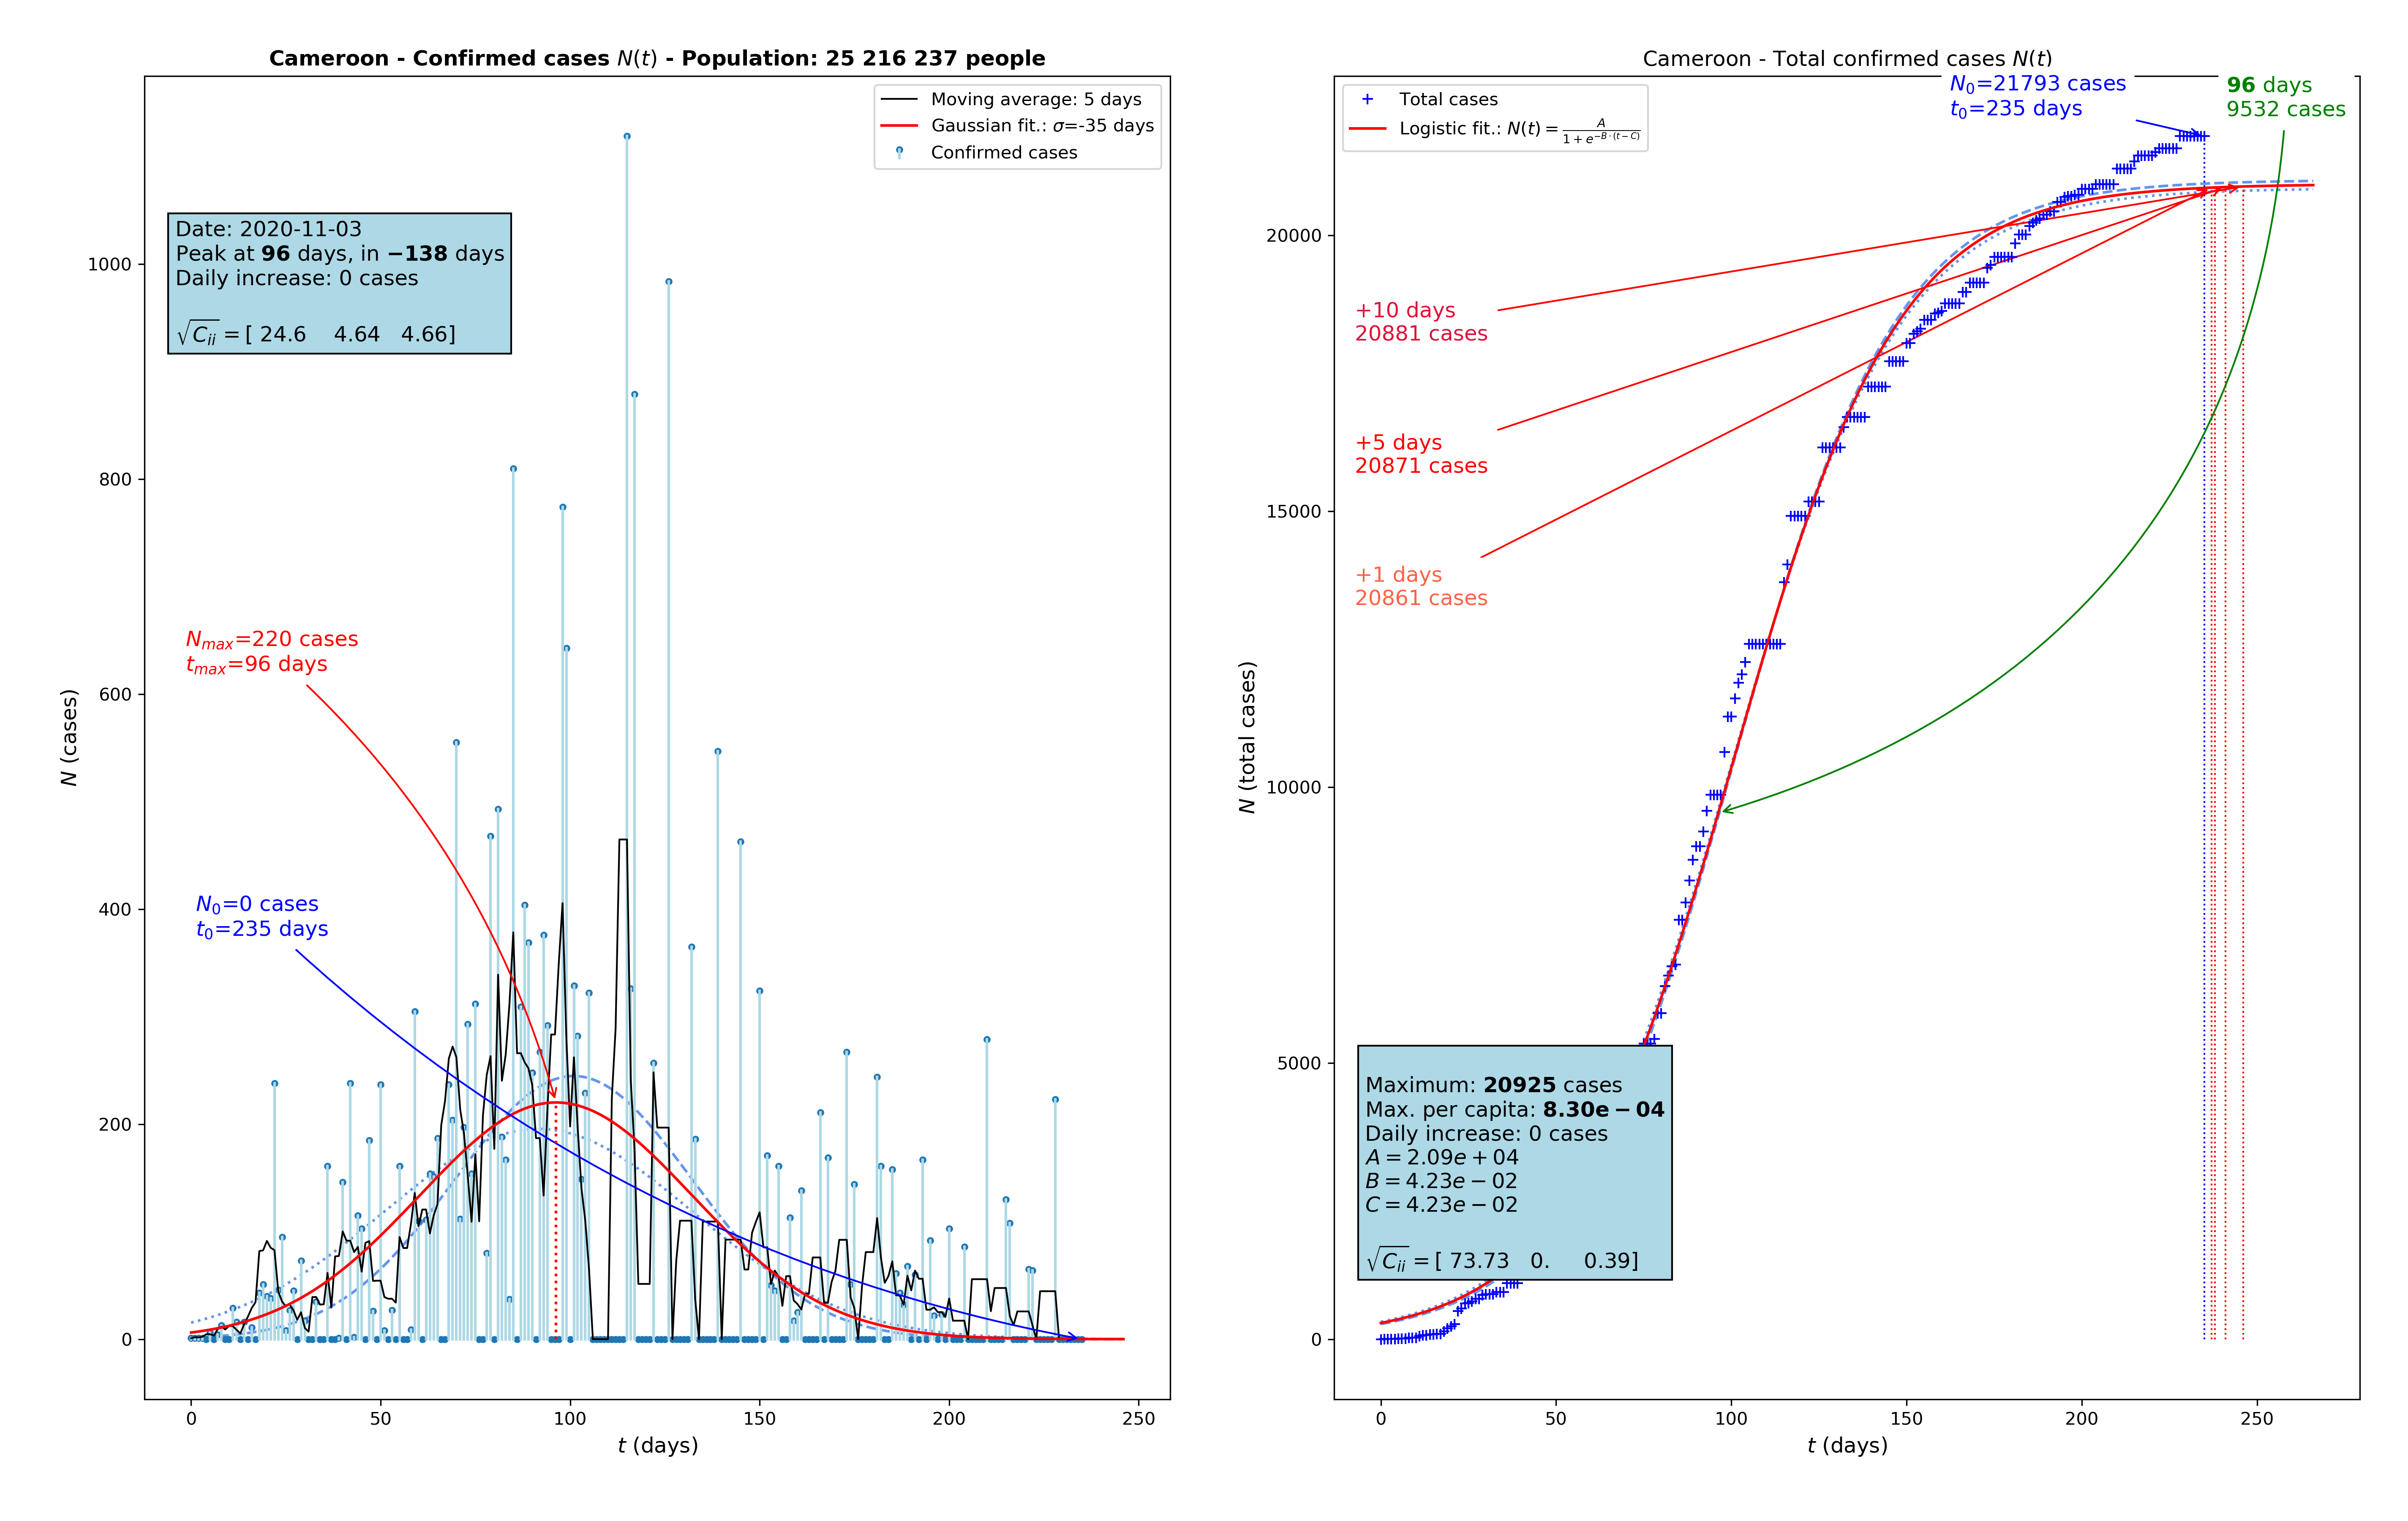 Cameroon - Confirmed cases N(t) - Population: 25 216 237 people
Moving average: 5 days
Gaussian fit.: σ=-35 days
Confirmed cases
Date: 2020-11-03
Peak at 96 days, in −138 days
Daily increase: 0 cases
√C_ii = [ 24.6 4.64 4.66]
N_max=220 cases
t_max=96 days
N_0=0 cases
t_0=235 days
N (cases)
1000
800
600
400
200
0
0 50 100 150 200 250
t (days)
Cameroon - Total confirmed cases N(t)
Total cases
Logistic fit.: N(t) = A / (1 + e^{−B·(t−C)})
N_0=21793 cases
t_0=235 days
96 days
9532 cases
+10 days
20881 cases
+5 days
20871 cases
+1 days
20861 cases
Maximum: 20925 cases
Max. per capita: 8.30e − 04
Daily increase: 0 cases
A = 2.09e + 04
B = 4.23e − 02
C = 4.23e − 02
√C_ii = [ 73.73 0. 0.39]
N (total cases)
20000
15000
10000
5000
0
0 50 100 150 200 250
t (days)